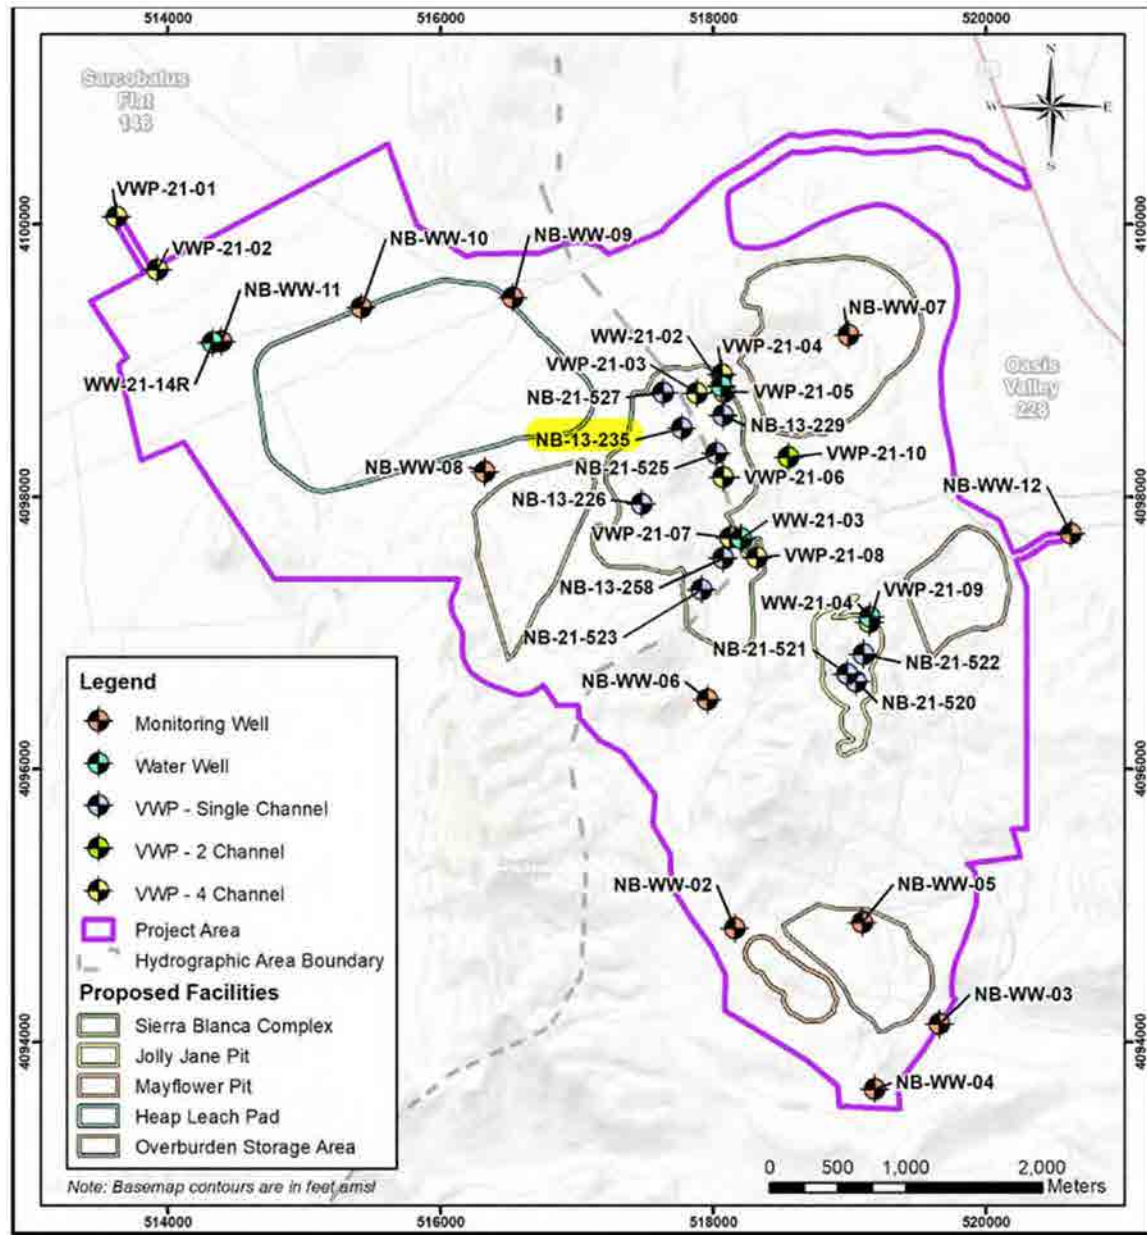 514000
516000
518000
520000
Sarcobatus
Flat
146
N
W
E
S
4100000
4100000
VWP-21-01
VWP-21-02
NB-WW-10
NB-WW-09
NB-WW-11
NB-WW-07
WW-21-02
VWP-21-04
VWP-21-03
WW-21-14R
VWP-21-05
NB-21-527
Oasis
Valley
228
NB-13-229
NB-13-235
NB-21-525
VWP-21-10
NB-WW-08
VWP-21-06
NB-WW-12
4098000
4098000
NB-13-226
WW-21-03
VWP-21-07
VWP-21-08
NB-13-258
VWP-21-09
WW-21-04
NB-21-523
NB-21-521
NB-21-522
NB-WW-06
NB-21-520
4096000
4096000
Legend
Monitoring Well
Water Well
VWP - Single Channel
VWP - 2 Channel
VWP - 4 Channel
Project Area
Hydrographic Area Boundary
Proposed Facilities
Sierra Blanca Complex
Jolly Jane Pit
Mayflower Pit
Heap Leach Pad
Overburden Storage Area
NB-WW-02
NB-WW-05
NB-WW-03
4094000
4094000
NB-WW-04
Note: Basemap contours are in feet amsl
0 500 1,000 2,000
Meters
514000
516000
518000
520000